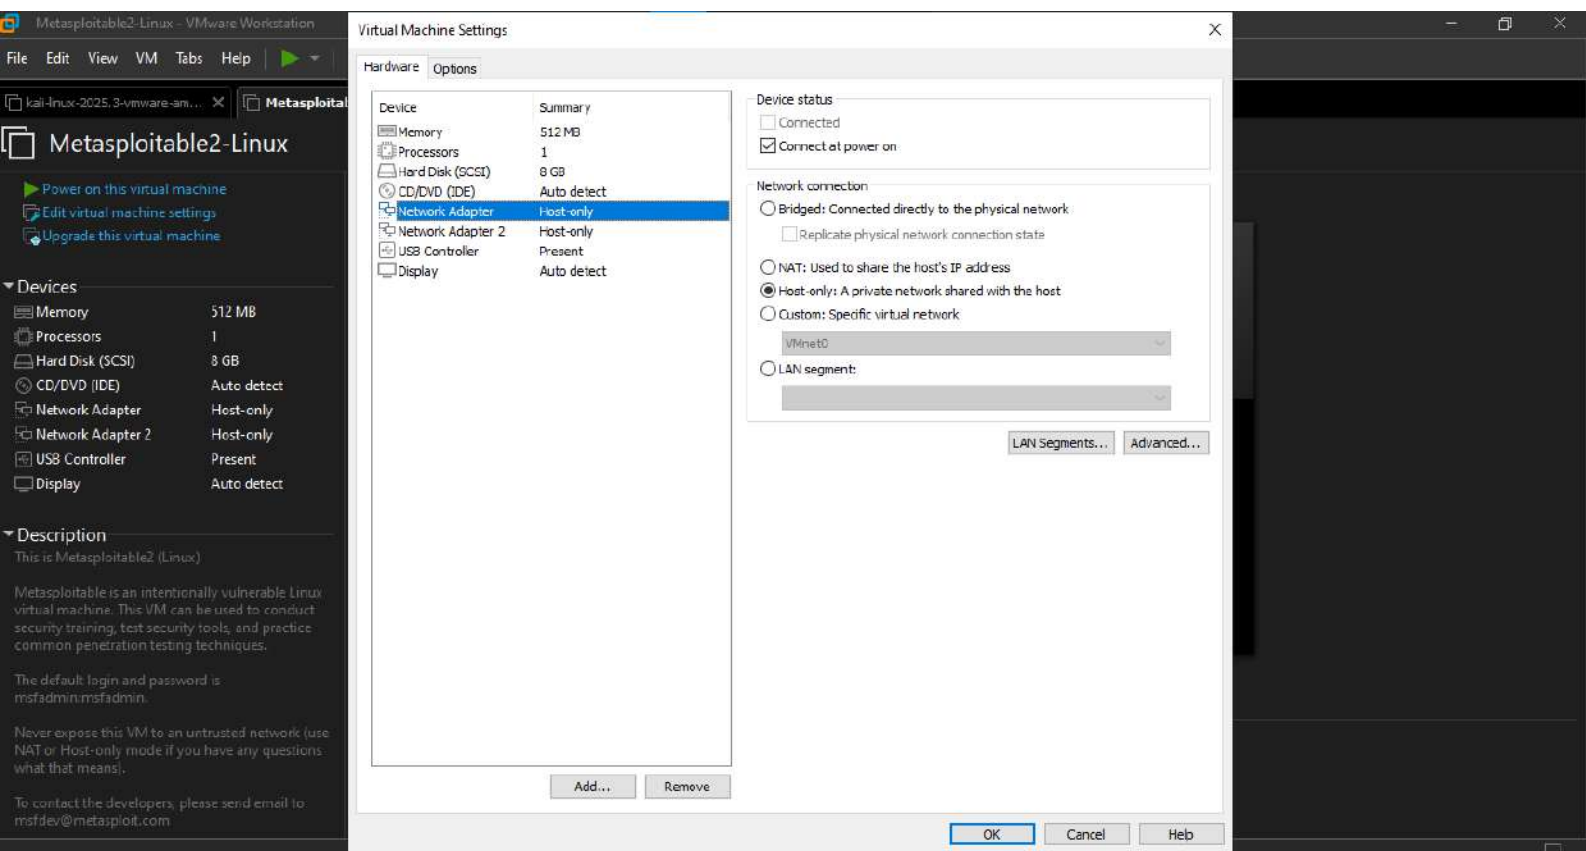 Metasploitable2-Linux - VMware Workstation
File Edit View VM Tabs Help
kali-linux-2025.3-vmware-am...
Metasploital
Metasploitable2-Linux
Power on this virtual machine
Edit virtual machine settings
Upgrade this virtual machine
Devices
Memory 512 MB
Processors 1
Hard Disk (SCSI) 8 GB
CD/DVD (IDE) Auto detect
Network Adapter Host-only
Network Adapter 2 Host-only
USB Controller Present
Display Auto detect
Description
This is Metasploitable2 (Linux)
Metasploitable is an intentionally vulnerable Linux
virtual machine. This VM can be used to conduct
security training, test security tools, and practice
common penetration testing techniques.
The default login and password is
msfadmin:msfadmin.
Never expose this VM to an untrusted network (use
NAT or Host-only mode if you have any questions
what that means).
To contact the developers, please send email to
msfdev@metasploit.com
Virtual Machine Settings
Hardware Options
Device Summary
Memory 512 MB
Processors 1
Hard Disk (SCSI) 8 GB
CD/DVD (IDE) Auto detect
Network Adapter Host-only
Network Adapter 2 Host-only
USB Controller Present
Display Auto detect
Add... Remove
Device status
Connected
Connect at power on
Network connection
Bridged: Connected directly to the physical network
Replicate physical network connection state
NAT: Used to share the host's IP address
Host-only: A private network shared with the host
Custom: Specific virtual network
VMnet0
LAN segment:
LAN Segments... Advanced...
OK Cancel Help